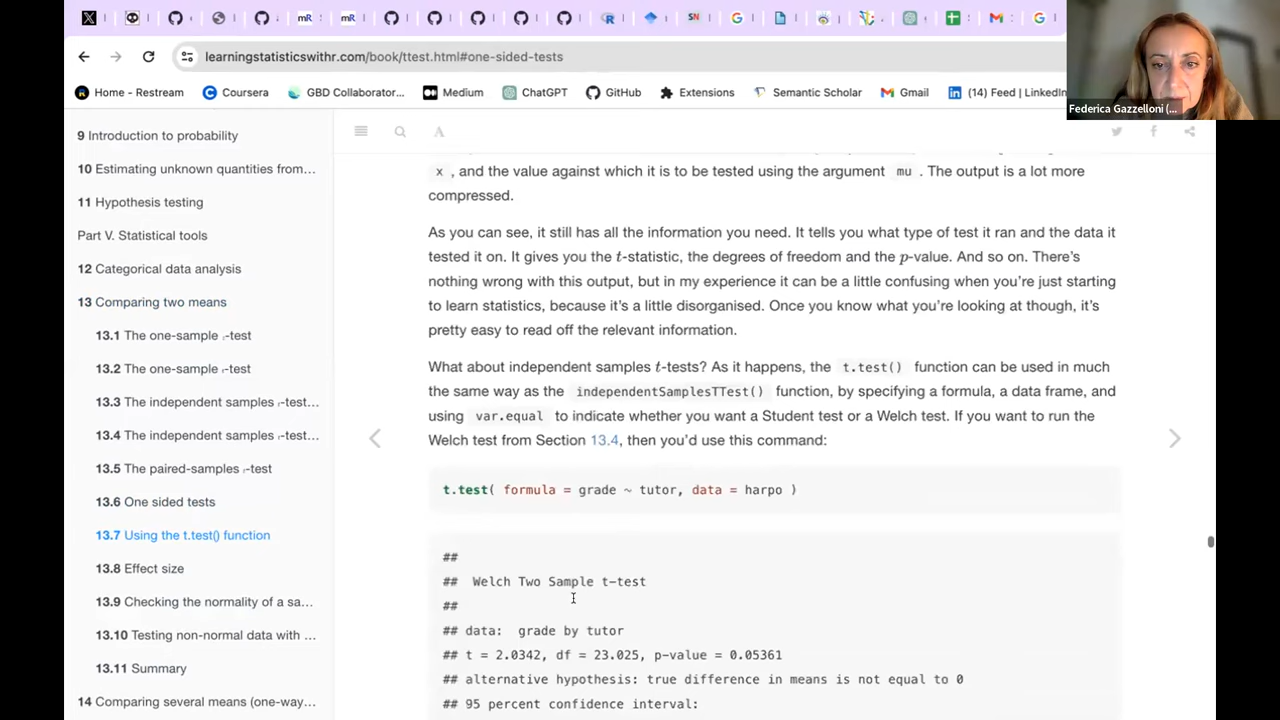 learningstatisticswithr.com/book/ttest.html#one-sided-tests
Home - Restream
Coursera
GBD Collaborator...
Medium
ChatGPT
GitHub
Extensions
Semantic Scholar
Gmail
(14) Feed | LinkedIn
Federica Gazzelloni (...
9 Introduction to probability
10 Estimating unknown quantities from...
11 Hypothesis testing
Part V. Statistical tools
12 Categorical data analysis
13 Comparing two means
13.1 The one-sample z-test
13.2 The one-sample t-test
13.3 The independent samples t-test...
13.4 The independent samples t-test...
13.5 The paired-samples t-test
13.6 One sided tests
13.7 Using the t.test() function
13.8 Effect size
13.9 Checking the normality of a sa...
13.10 Testing non-normal data with ...
13.11 Summary
14 Comparing several means (one-way...
x , and the value against which it is to be tested using the argument mu . The output is a lot more
compressed.
As you can see, it still has all the information you need. It tells you what type of test it ran and the data it
tested it on. It gives you the t-statistic, the degrees of freedom and the p-value. And so on. There's
nothing wrong with this output, but in my experience it can be a little confusing when you're just starting
to learn statistics, because it's a little disorganised. Once you know what you're looking at though, it's
pretty easy to read off the relevant information.
What about independent samples t-tests? As it happens, the t.test() function can be used in much
the same way as the independentSamplesTTest() function, by specifying a formula, a data frame, and
using var.equal to indicate whether you want a Student test or a Welch test. If you want to run the
Welch test from Section 13.4, then you'd use this command:
t.test( formula = grade ~ tutor, data = harpo )
##
## Welch Two Sample t-test
##
## data: grade by tutor
## t = 2.0342, df = 23.025, p-value = 0.05361
## alternative hypothesis: true difference in means is not equal to 0
## 95 percent confidence interval: